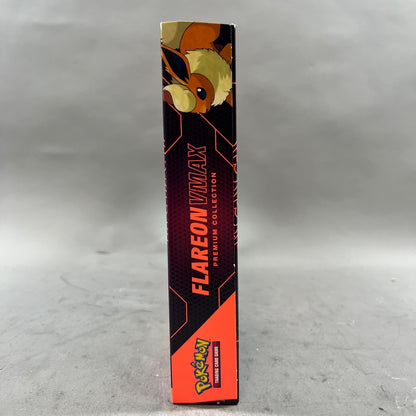 FLAREON VMAX
PREMIUM COLLECTION
POKÉMON
TRADING CARD GAME